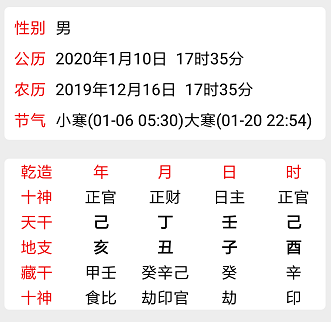 性别 男
公历 2020年1月10日 17时35分
农历 2019年12月16日 17时35分
节气 小寒(01-06 05:30)大寒(01-20 22:54)
乾造 年 月 日 时
十神 正官 正财 日主 正官
天干 己 丁 壬 己
地支 亥 丑 子 酉
藏干 甲壬 癸辛己 癸 辛
十神 食比 劫印官 劫 印